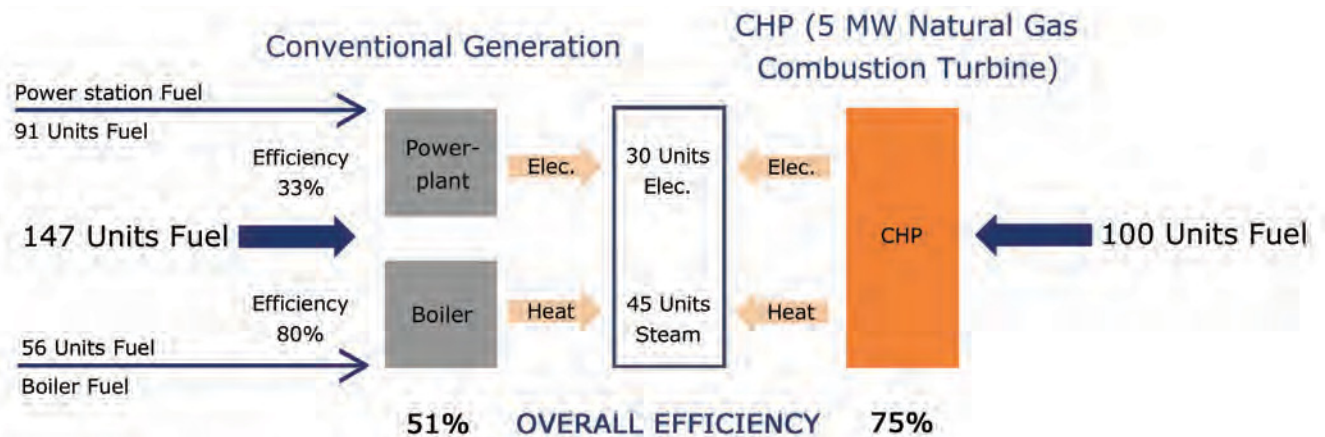 Conventional Generation
CHP (5 MW Natural Gas
Combustion Turbine)
Power station Fuel
91 Units Fuel
Efficiency
33%
Power-
plant
Elec.
30 Units
Elec.
Elec.
147 Units Fuel
CHP
100 Units Fuel
Efficiency
80%
Boiler
Heat
45 Units
Steam
Heat
56 Units Fuel
Boiler Fuel
51%
OVERALL EFFICIENCY
75%